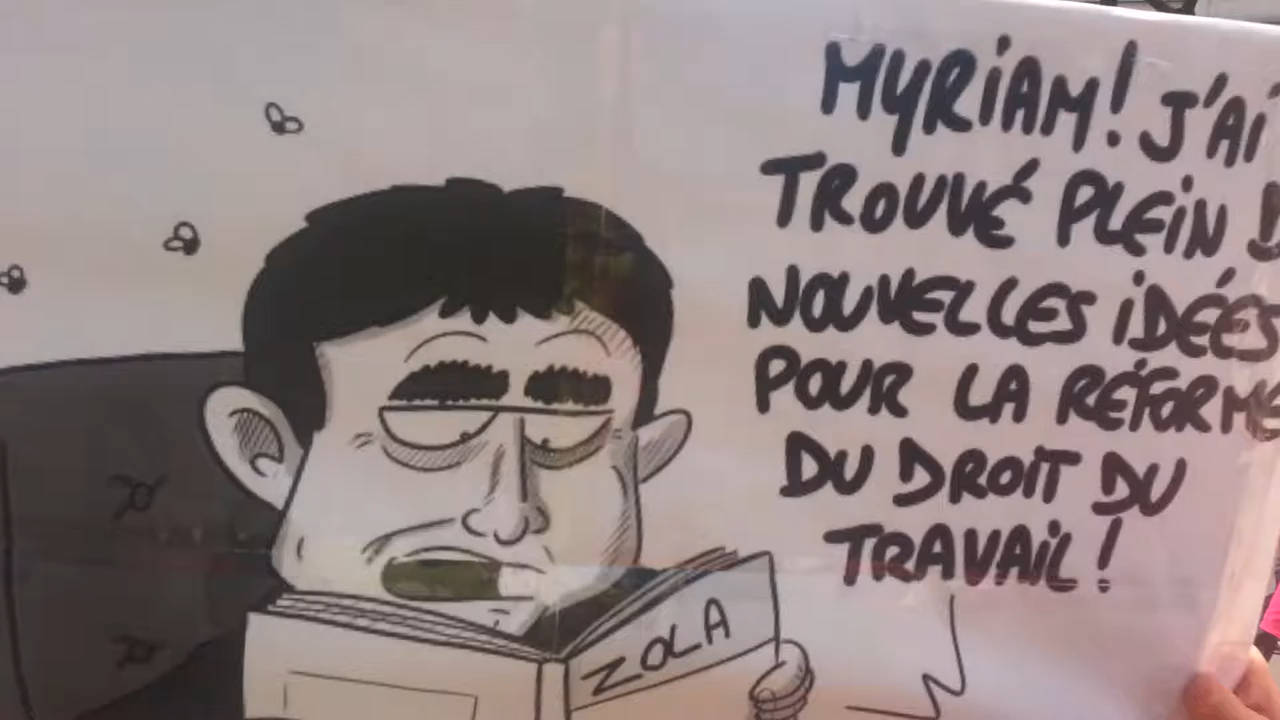 MYRIAM! J'AI
TROUVÉ PLEIN
NOUVELLES IDÉES
POUR LA RÉFORME
DU DROIT DU
TRAVAIL!
ZOLA